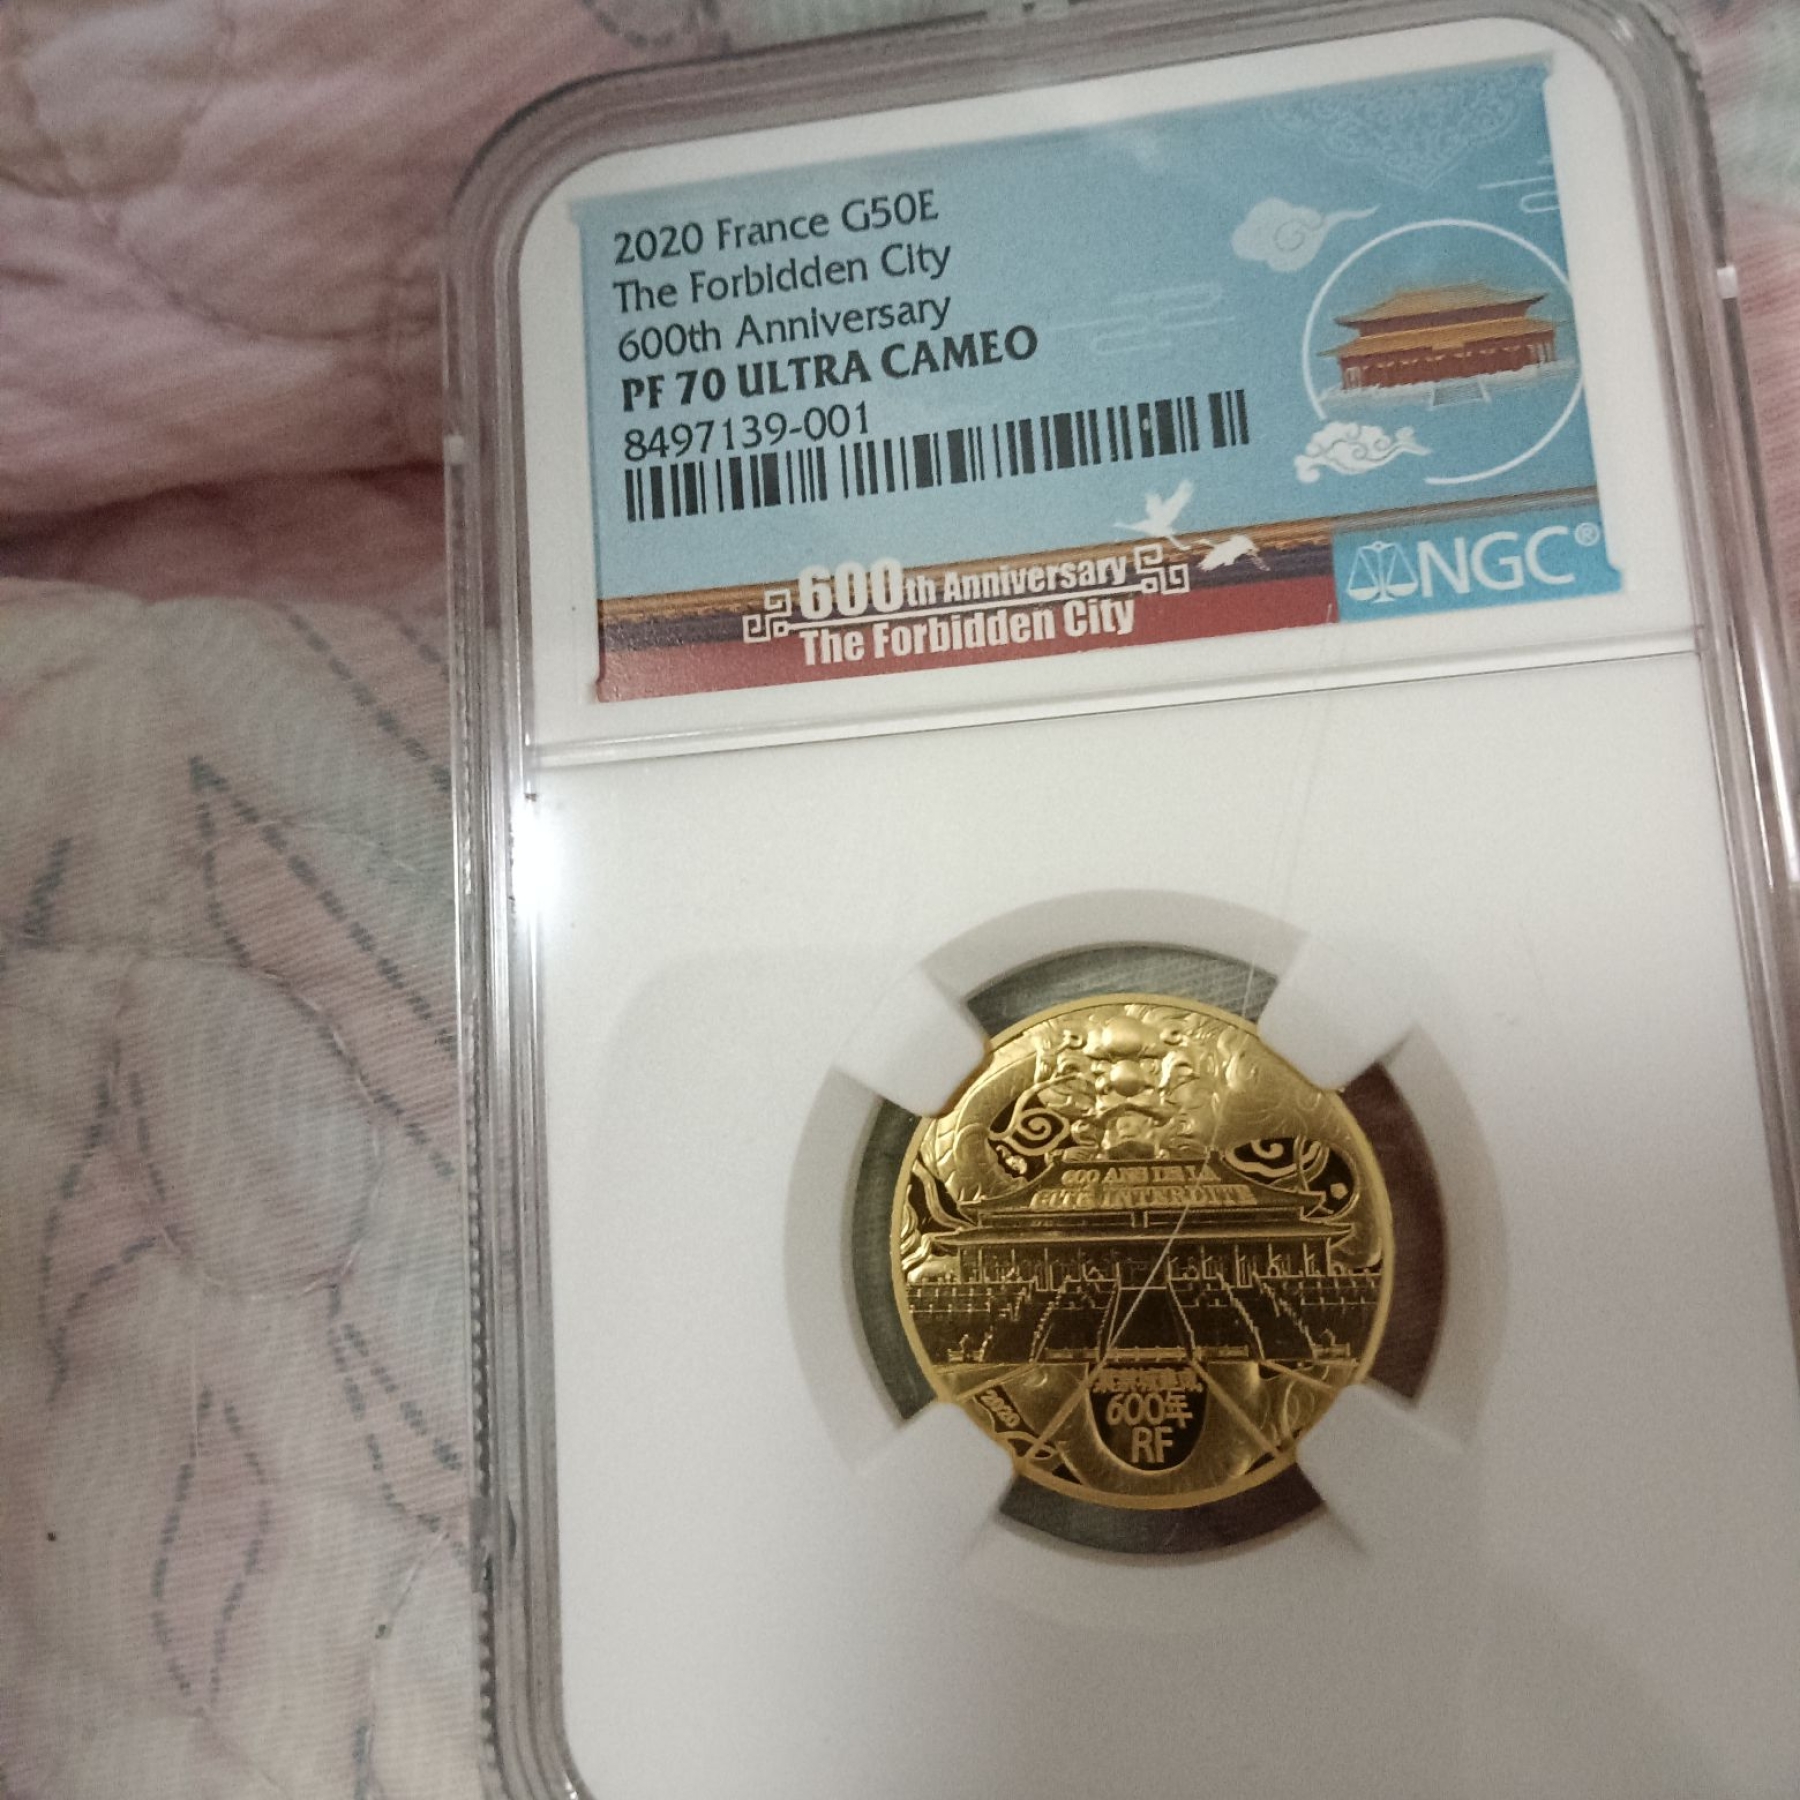 2020 France G50E
The Forbidden City
600th Anniversary
PF 70 ULTRA CAMEO
8497139-001
600th Anniversary
The Forbidden City
NGC®
600 ANS DE LA
CITÉ INTERDITE
600年
RF
2020